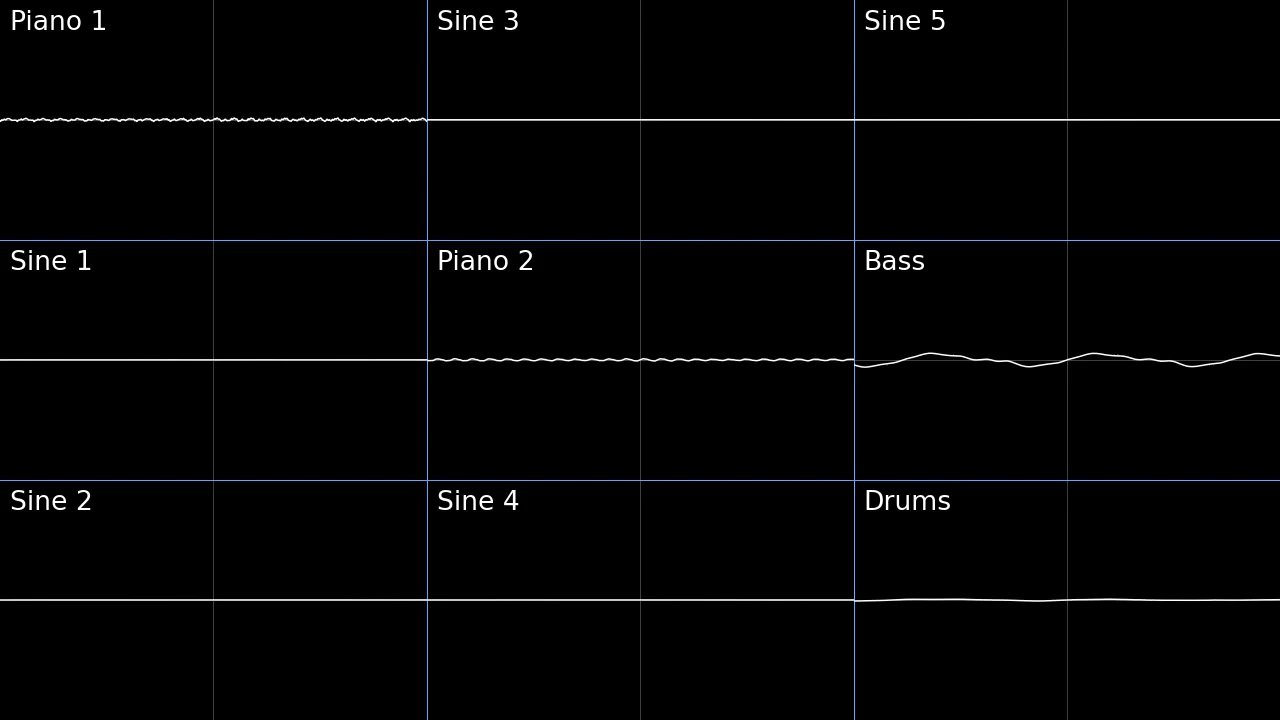 Piano 1
Sine 3
Sine 5
Sine 1
Piano 2
Bass
Sine 2
Sine 4
Drums